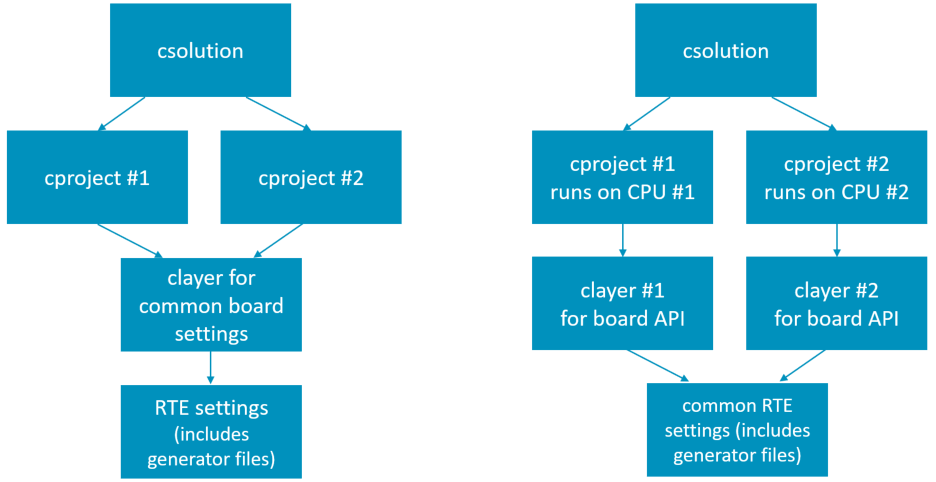 csolution
cproject #1
cproject #2
clayer for
common board
settings
RTE settings
(includes
generator files)
csolution
cproject #1
runs on CPU #1
cproject #2
runs on CPU #2
clayer #1
for board API
clayer #2
for board API
common RTE
settings (includes
generator files)